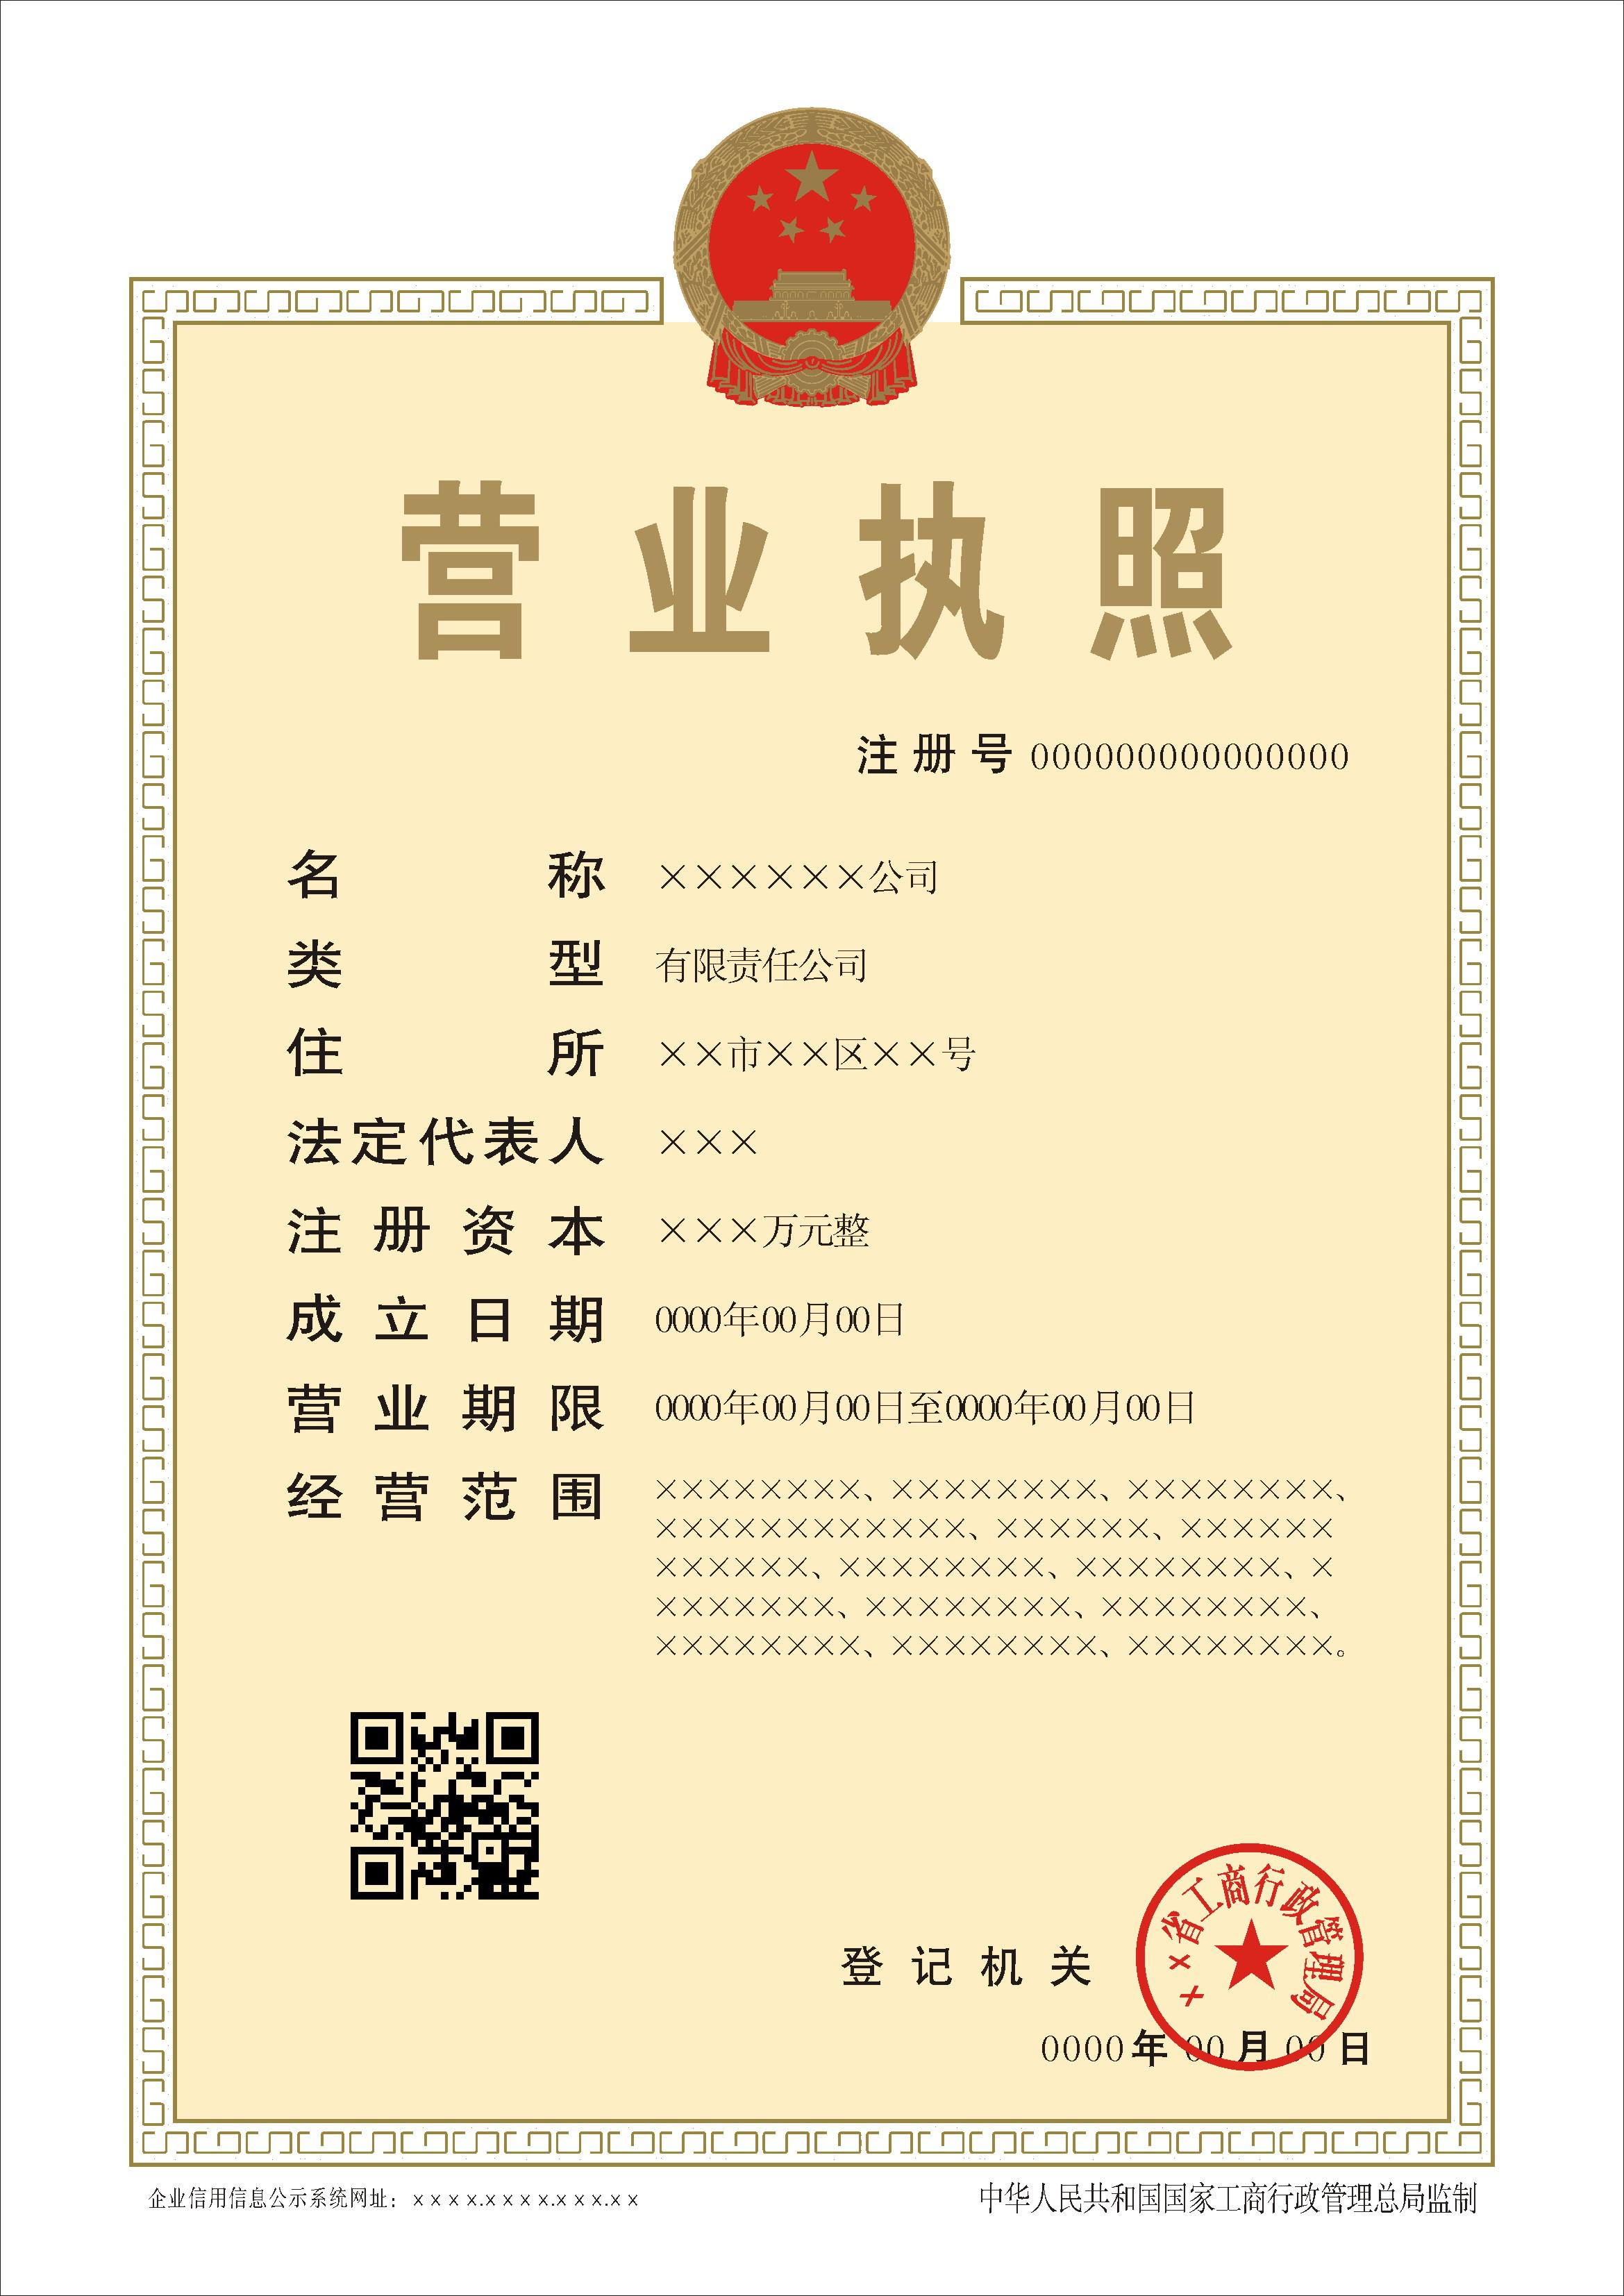 营业执照
注册号 000000000000000
名称 ××××××公司
类型 有限责任公司
住所 ××市××区××号
法定代表人 ×××
注册资本 ×××万元整
成立日期 0000年00月00日
营业期限 0000年00月00日至0000年00月00日
经营范围 ××××××××、××××××××、××××××××、
××××××××××××、××××××、××××××
××××××、××××××××、××××××××、×
×××××××、××××××××、××××××××、
××××××××、××××××××、××××××××。
××省工商行政管理局
登记机关
0000年00月00日
企业信用信息公示系统网址：××××.××××.×××.××
中华人民共和国国家工商行政管理总局监制